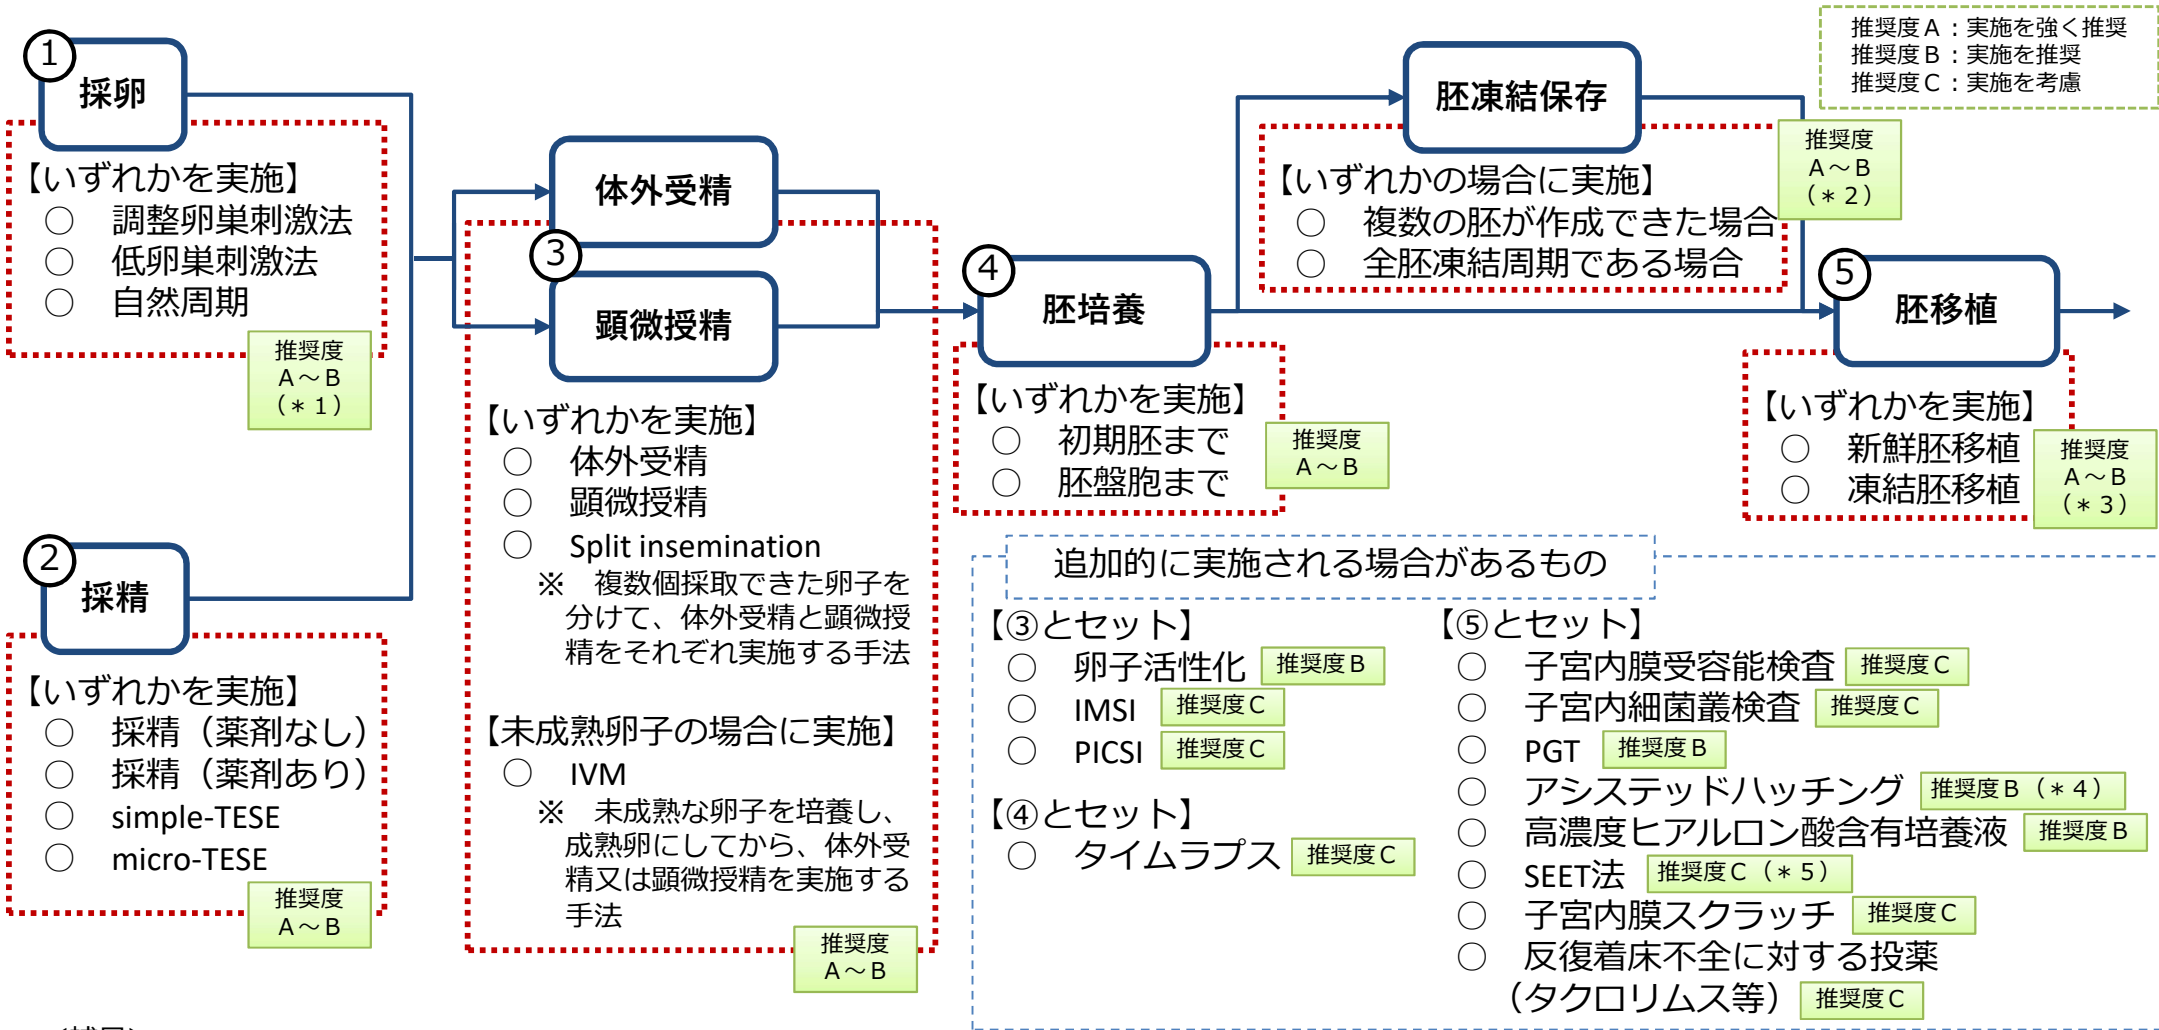 推奨度A：実施を強く推奨
推奨度B：実施を推奨
推奨度C：実施を考慮
①
採卵
【いずれかを実施】
○ 調整卵巣刺激法
○ 低卵巣刺激法
○ 自然周期
推奨度
A～B
（＊1）
②
採精
【いずれかを実施】
○ 採精（薬剤なし）
○ 採精（薬剤あり）
○ simple-TESE
○ micro-TESE
推奨度
A～B
体外受精
③
顕微授精
【いずれかを実施】
○ 体外受精
○ 顕微授精
○ Split insemination
※ 複数個採取できた卵子を
分けて、体外受精と顕微授
精をそれぞれ実施する手法
【未成熟卵子の場合に実施】
○ IVM
※ 未成熟な卵子を培養し、
成熟卵にしてから、体外受
精又は顕微授精を実施する
手法
推奨度
A～B
④
胚培養
【いずれかを実施】
○ 初期胚まで
○ 胚盤胞まで
推奨度
A～B
胚凍結保存
【いずれかの場合に実施】
○ 複数の胚が作成できた場合
○ 全胚凍結周期である場合
推奨度
A～B
（＊2）
⑤
胚移植
【いずれかを実施】
○ 新鮮胚移植
○ 凍結胚移植
推奨度
A～B
（＊3）
追加的に実施される場合があるもの
【③とセット】
○ 卵子活性化 推奨度B
○ IMSI 推奨度C
○ PICSI 推奨度C
【④とセット】
○ タイムラプス 推奨度C
【⑤とセット】
○ 子宮内膜受容能検査 推奨度C
○ 子宮内細菌叢検査 推奨度C
○ PGT 推奨度B
○ アシステッドハッチング 推奨度B（＊4）
○ 高濃度ヒアルロン酸含有培養液 推奨度B
○ SEET法 推奨度C（＊5）
○ 子宮内膜スクラッチ 推奨度C
○ 反復着床不全に対する投薬
（タクロリムス等） 推奨度C